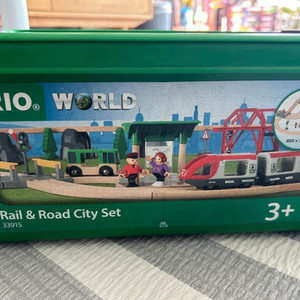 RIO®
WORLD
Rail & Road City Set
33915
3+